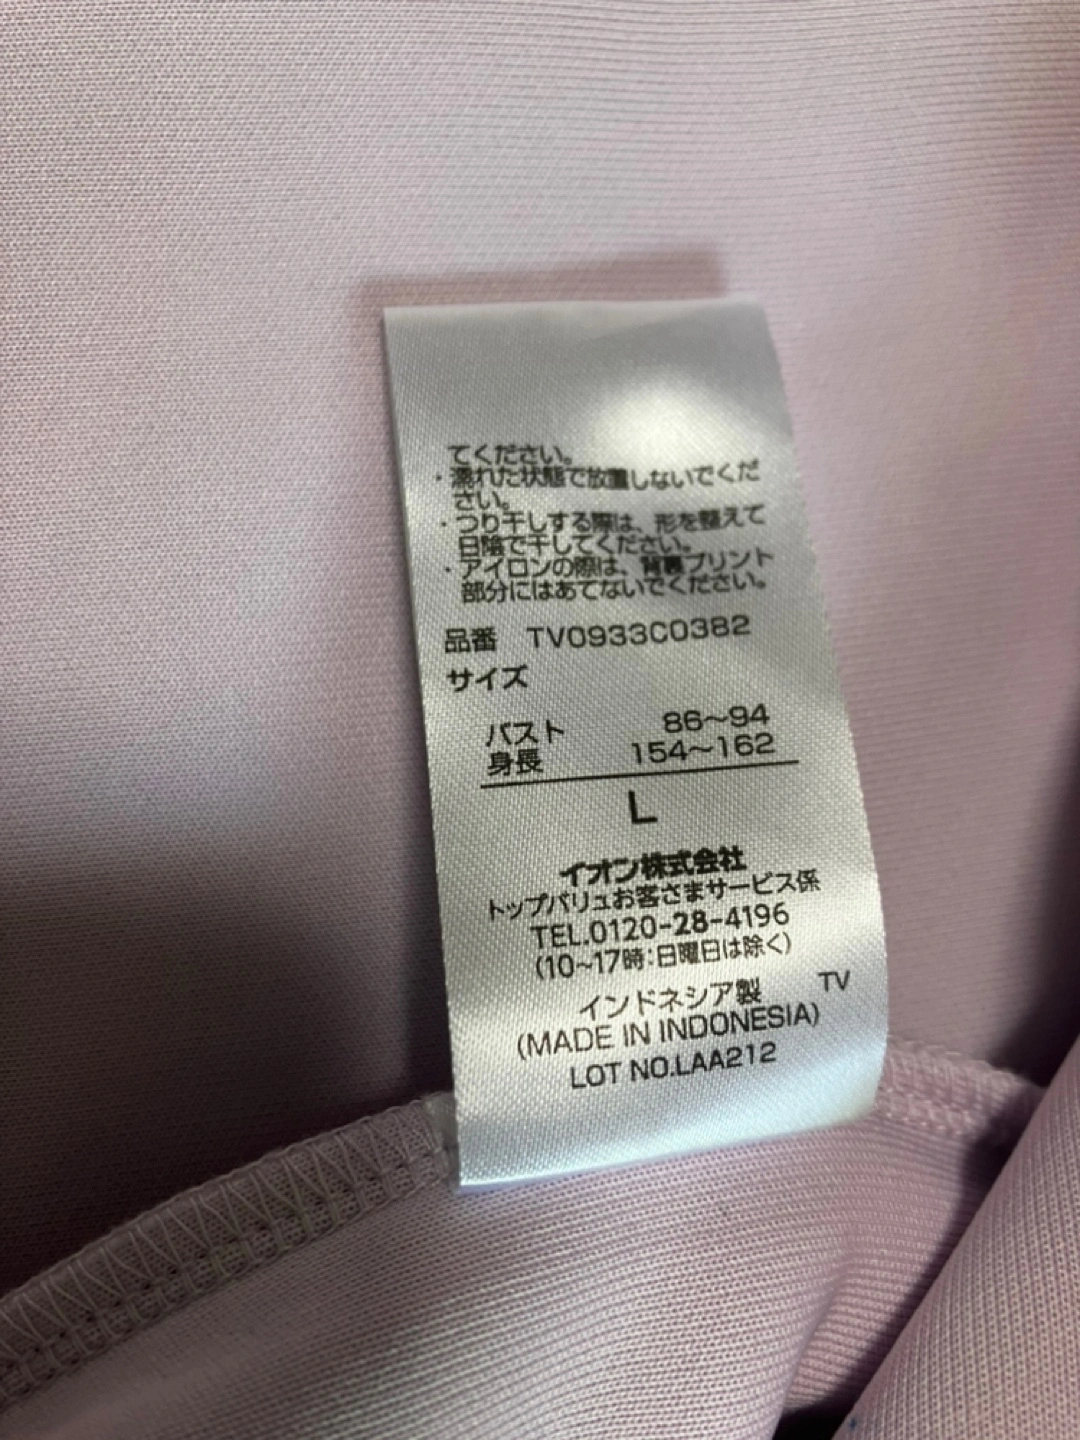 てください。
・濡れた状態で放置しないでくだ
さい。
・つり干しする際は、形を整えて
日陰で干してください。
・アイロンの際は、背裏プリント
部分にはあてないでください。
品番 TV0933C0382
サイズ
バスト 86～94
身長 154～162
L
イオン株式会社
トップバリュお客さまサービス係
TEL.0120-28-4196
(10～17時：日曜日は除く)
インドネシア製 TV
(MADE IN INDONESIA)
LOT NO.LAA212